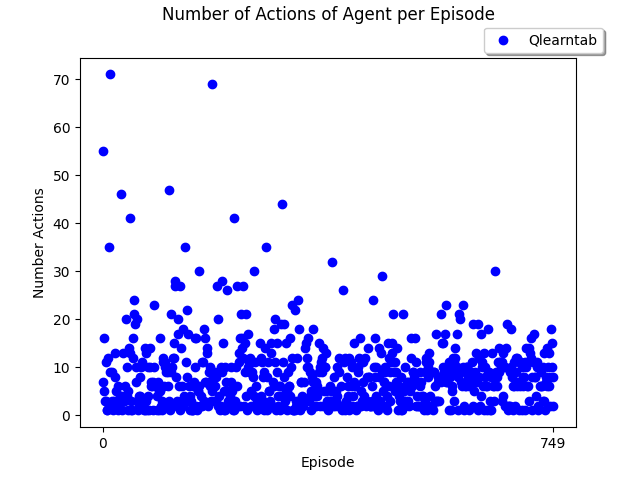 Number of Actions of Agent per Episode
Qlearntab
70
60
50
40
30
20
10
0
Number Actions
0 749
Episode